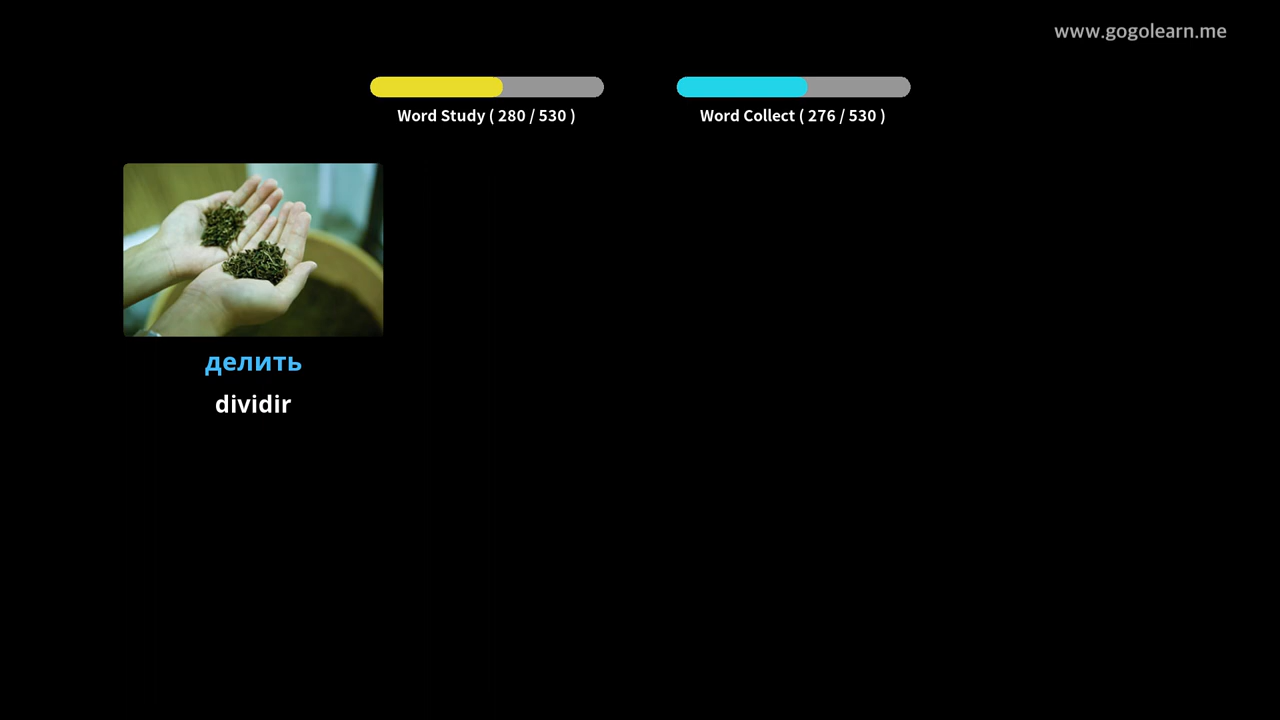 www.gogolearn.me
Word Study ( 280 / 530 )
Word Collect ( 276 / 530 )
делить
dividir